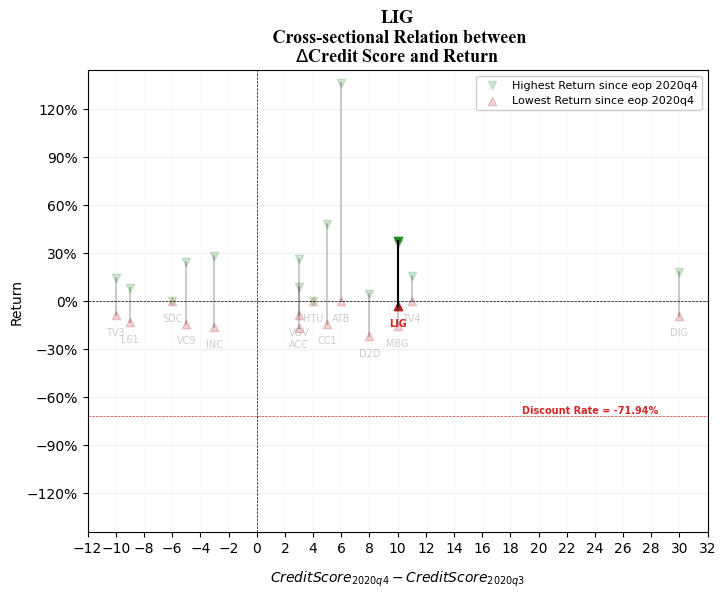 LIG
Cross-sectional Relation between
ΔCredit Score and Return
Highest Return since eop 2020q4
Lowest Return since eop 2020q4
120%
90%
60%
30%
0%
−30%
−60%
−90%
−120%
Return
TV3
L61
SDC
VC9
INC
VGV
ACC
HTU
CC1
ATB
D2D
LIG
MBG
TV4
DIG
Discount Rate = -71.94%
−12 −10 −8 −6 −4 −2 0 2 4 6 8 10 12 14 16 18 20 22 24 26 28 30 32
CreditScore2020q4 − CreditScore2020q3